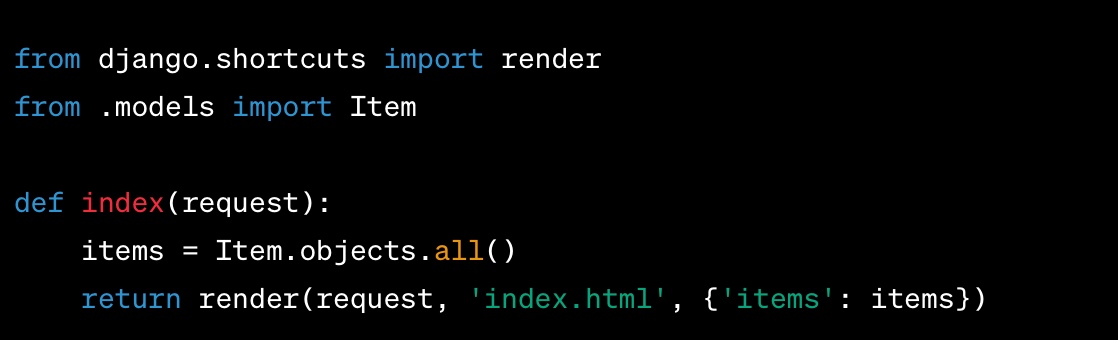 from django.shortcuts import render
from .models import Item
def index(request):
    items = Item.objects.all()
    return render(request, 'index.html', {'items': items})